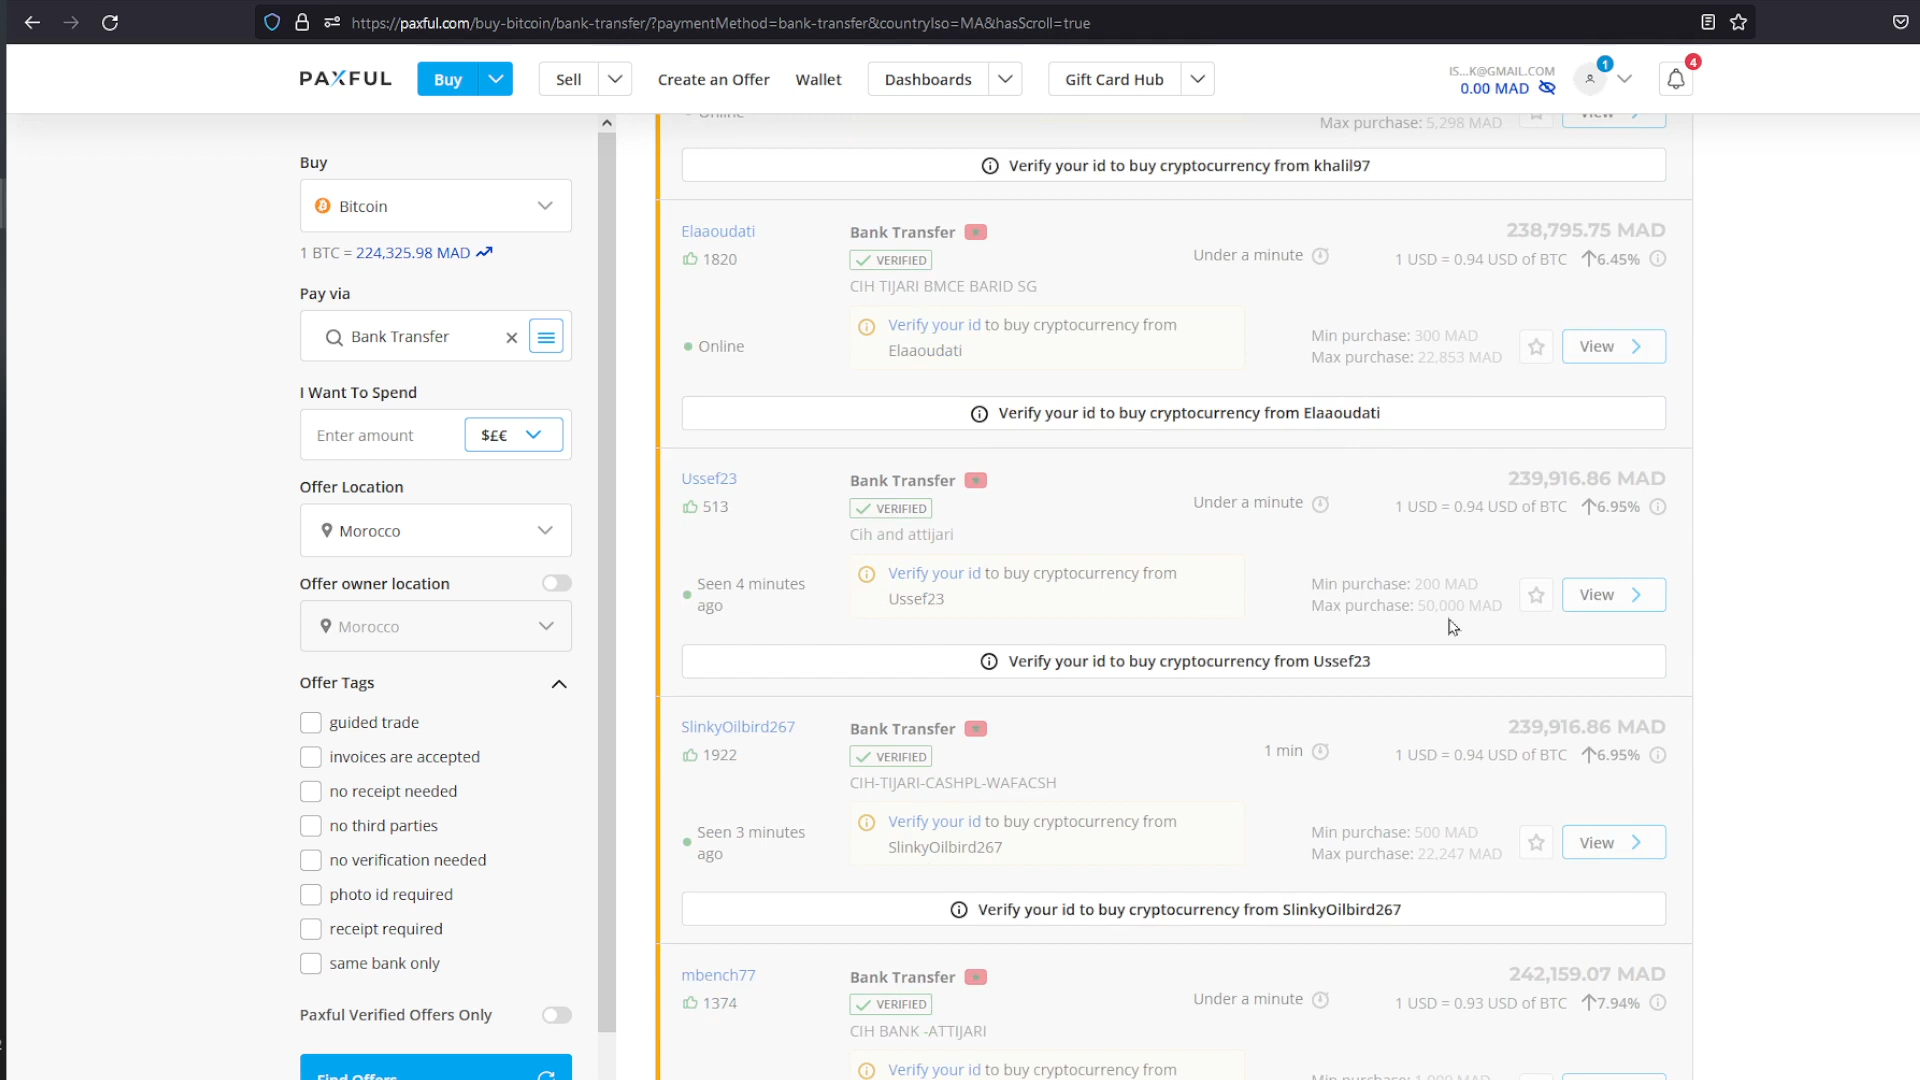 https://paxful.com/buy-bitcoin/bank-transfer/?paymentMethod=bank-transfer&countryIso=MA&hasScroll=true
PAXFUL
Buy
Sell
Create an Offer
Wallet
Dashboards
Gift Card Hub
IS...K@GMAIL.COM
0.00 MAD
1
4
Buy
Bitcoin
1 BTC = 224,325.98 MAD
Pay via
Bank Transfer
I Want To Spend
Enter amount
$£€
Offer Location
Morocco
Offer owner location
Morocco
Offer Tags
guided trade
invoices are accepted
no receipt needed
no third parties
no verification needed
photo id required
receipt required
same bank only
Paxful Verified Offers Only
Find Offers
Online
Max purchase: 5,298 MAD
View
Verify your id to buy cryptocurrency from khalil97
Elaaoudati
1820
Online
Bank Transfer
VERIFIED
CIH TIJARI BMCE BARID SG
Verify your id to buy cryptocurrency from
Elaaoudati
Under a minute
238,795.75 MAD
1 USD = 0.94 USD of BTC
6.45%
Min purchase: 300 MAD
Max purchase: 22,853 MAD
View
Verify your id to buy cryptocurrency from Elaaoudati
Ussef23
513
Seen 4 minutes
ago
Bank Transfer
VERIFIED
Cih and attijari
Verify your id to buy cryptocurrency from
Ussef23
Under a minute
239,916.86 MAD
1 USD = 0.94 USD of BTC
6.95%
Min purchase: 200 MAD
Max purchase: 50,000 MAD
View
Verify your id to buy cryptocurrency from Ussef23
SlinkyOilbird267
1922
Seen 3 minutes
ago
Bank Transfer
VERIFIED
CIH-TIJARI-CASHPL-WAFACSH
Verify your id to buy cryptocurrency from
SlinkyOilbird267
1 min
239,916.86 MAD
1 USD = 0.94 USD of BTC
6.95%
Min purchase: 500 MAD
Max purchase: 22,247 MAD
View
Verify your id to buy cryptocurrency from SlinkyOilbird267
mbench77
1374
Bank Transfer
VERIFIED
CIH BANK -ATTIJARI
Verify your id to buy cryptocurrency from
Under a minute
242,159.07 MAD
1 USD = 0.93 USD of BTC
7.94%
Min purchase: 1,000 MAD